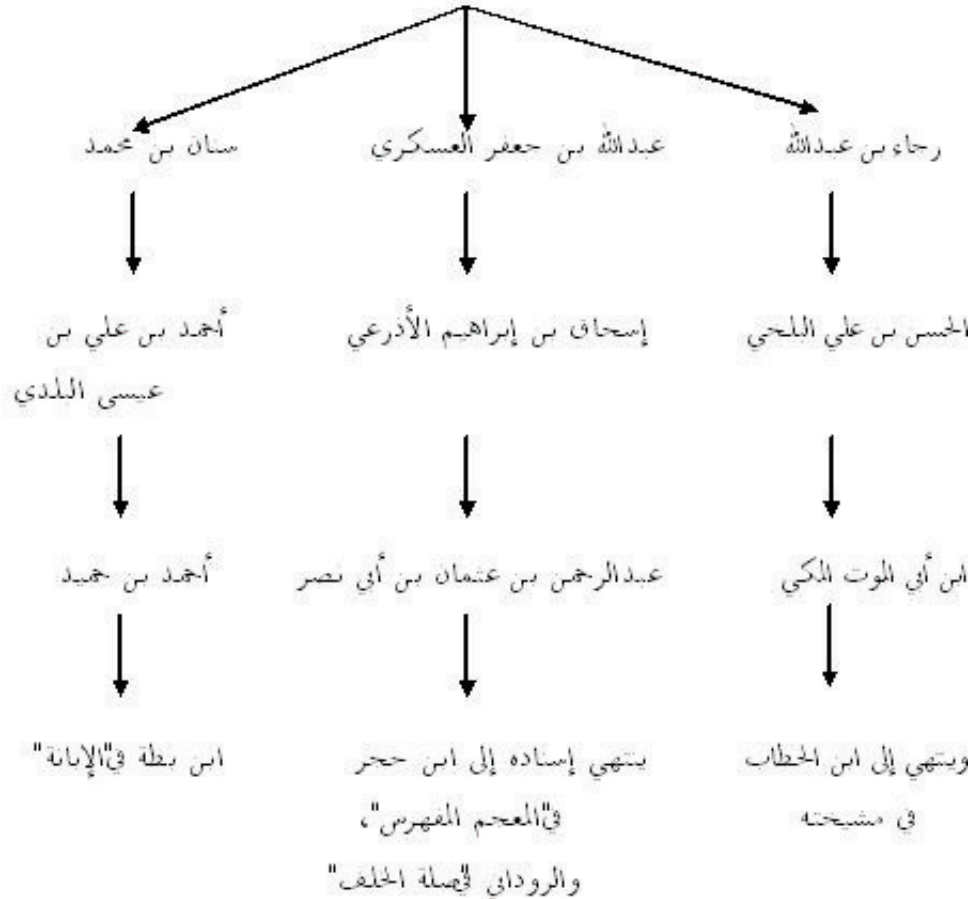 رجاء بن عبدالله
عبدالله بن جعفر العسكري
سنان بن محمد
الحسن بن علي البلخي
إسحاق بن إبراهيم الأذرعي
أحمد بن علي بن
عيسى البلدي
ابن أبي الموت المكي
عبدالرحمن بن عثمان بن أبي نصر
أحمد بن حميد
وينتهي إلى ابن الحطاب
في مشيخته
ينتهي إسناده إلى ابن حجر
في"المعجم المفهرس"،
والروداني في"صلة الخلف"
ابن بطة في"الإبانة"